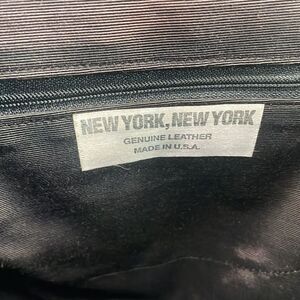 NEW YORK, NEW YORK
GENUINE LEATHER
MADE IN U.S.A.